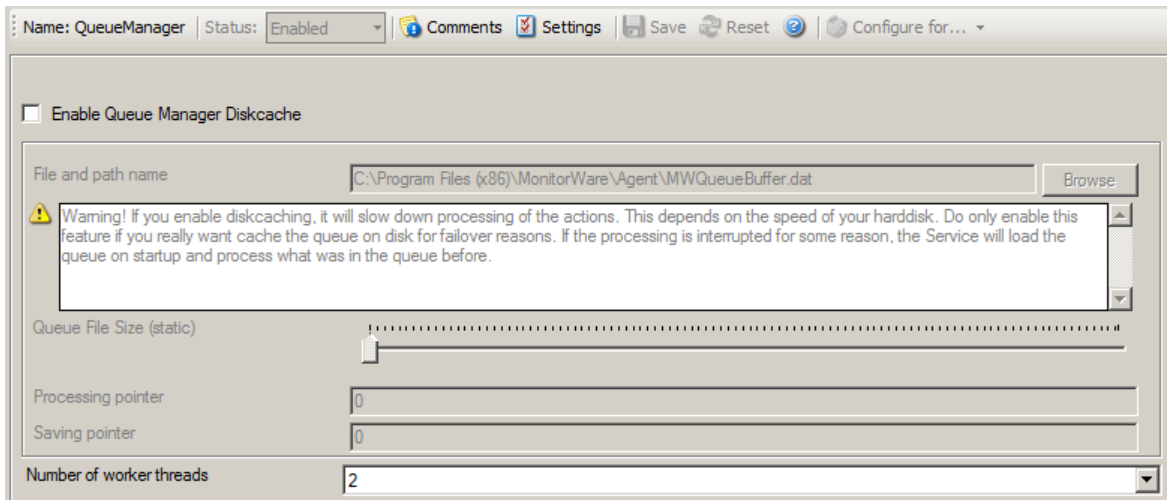 Name: QueueManager Status: Enabled Comments Settings Save Reset Configure for...
Enable Queue Manager Diskcache
File and path name C:\Program Files (x86)\MonitorWare\Agent\MWQueueBuffer.dat Browse
Warning! If you enable diskcaching, it will slow down processing of the actions. This depends on the speed of your harddisk. Do only enable this
feature if you really want cache the queue on disk for failover reasons. If the processing is interrupted for some reason, the Service will load the
queue on startup and process what was in the queue before.
Queue File Size (static)
Processing pointer 0
Saving pointer 0
Number of worker threads 2